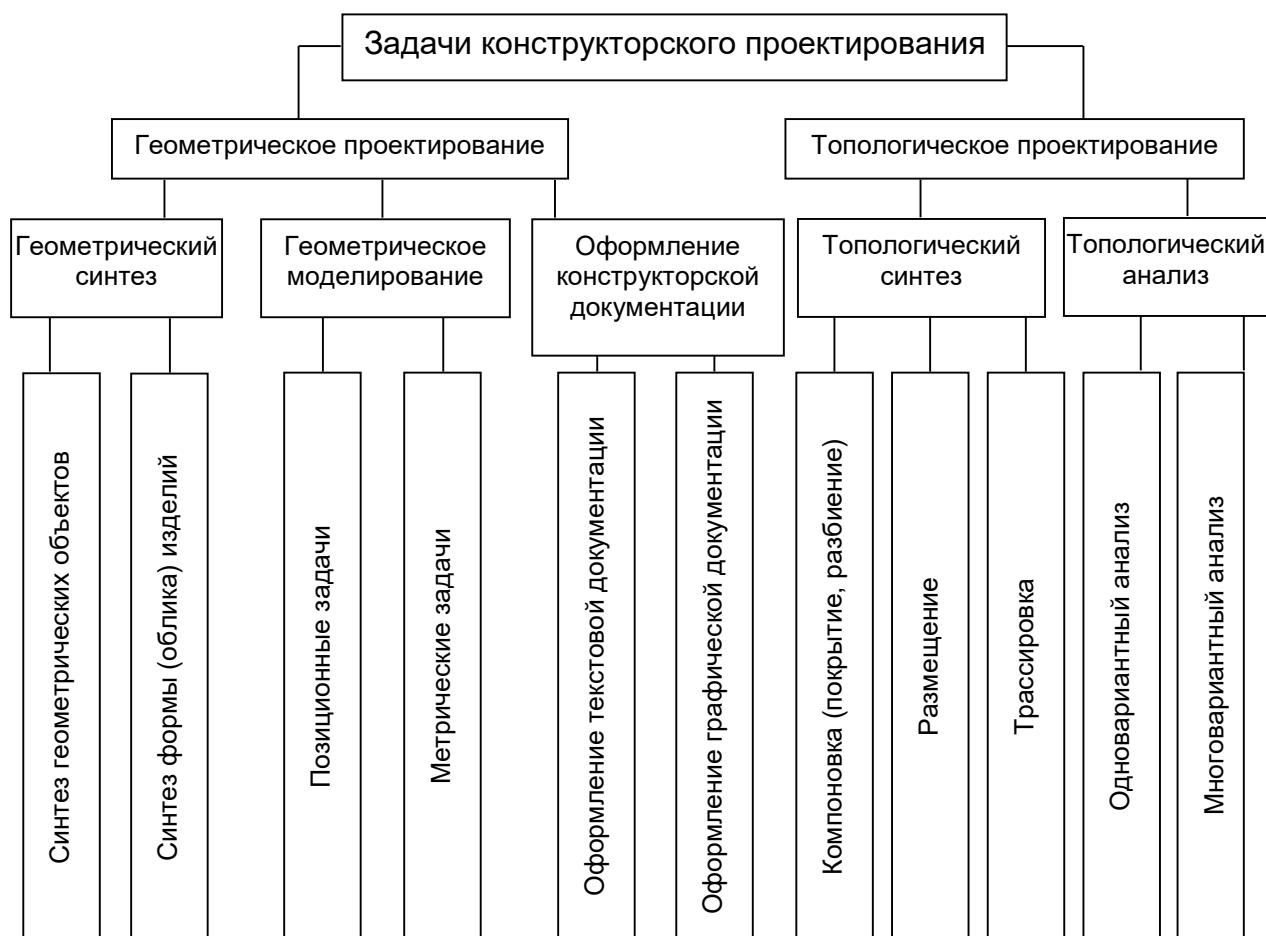 Задачи конструкторского проектирования
Геометрическое проектирование
Топологическое проектирование
Геометрический
синтез
Геометрическое
моделирование
Оформление
конструкторской
документации
Топологический
синтез
Топологический
анализ
Синтез геометрических объектов
Синтез формы (облика) изделий
Позиционные задачи
Метрические задачи
Оформление текстовой документации
Оформление графической документации
Компоновка (покрытие, разбиение)
Размещение
Трассировка
Одновариантный анализ
Многовариантный анализ